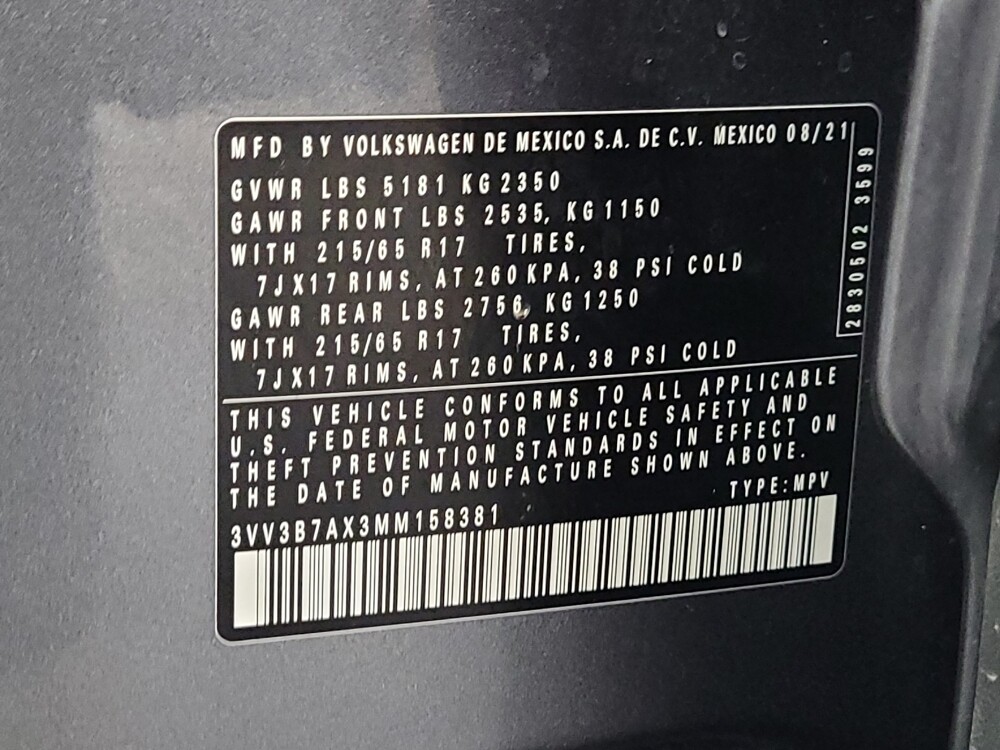 MFD BY VOLKSWAGEN DE MEXICO S.A. DE C.V. MEXICO 08/21
GVWR LBS 5181 KG 2350
GAWR FRONT LBS 2535, KG 1150
WITH 215/65 R17 TIRES,
7JX17 RIMS, AT 260 KPA, 38 PSI COLD
GAWR REAR LBS 2756, KG 1250
WITH 215/65 R17 TIRES,
7JX17 RIMS, AT 260 KPA, 38 PSI COLD
2830502 3599
THIS VEHICLE CONFORMS TO ALL APPLICABLE
U.S. FEDERAL MOTOR VEHICLE SAFETY AND
THEFT PREVENTION STANDARDS IN EFFECT ON
THE DATE OF MANUFACTURE SHOWN ABOVE.
TYPE:MPV
3VV3B7AX3MM158381